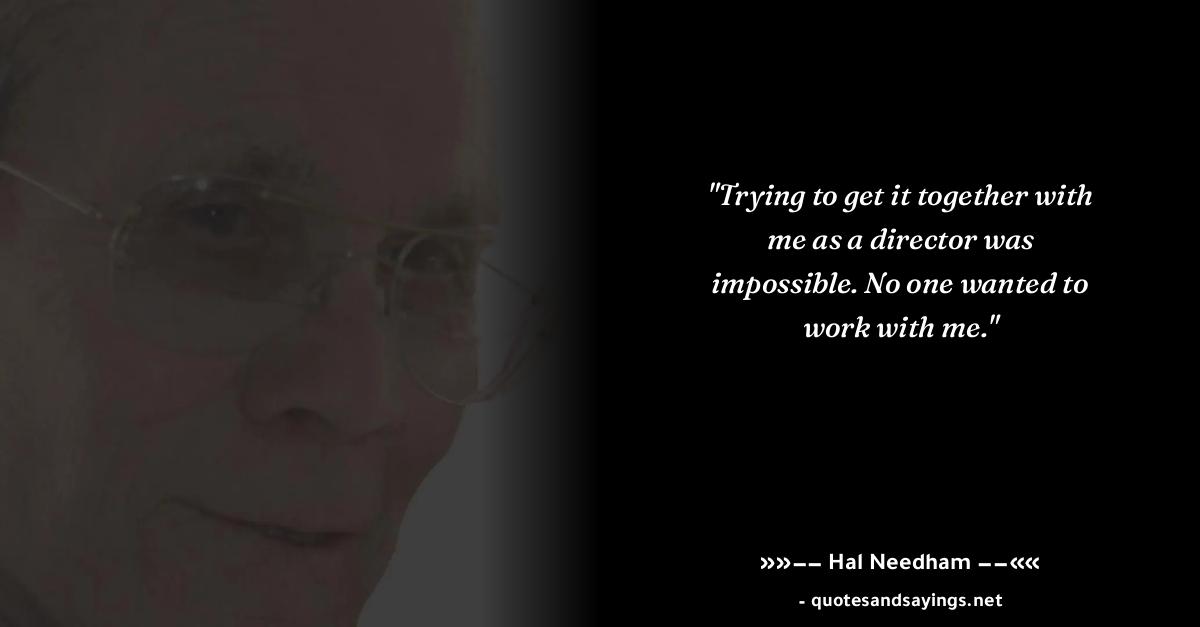 "Trying to get it together with
me as a director was
impossible. No one wanted to
work with me."
»»–– Hal Needham ––««
- quotesandsayings.net